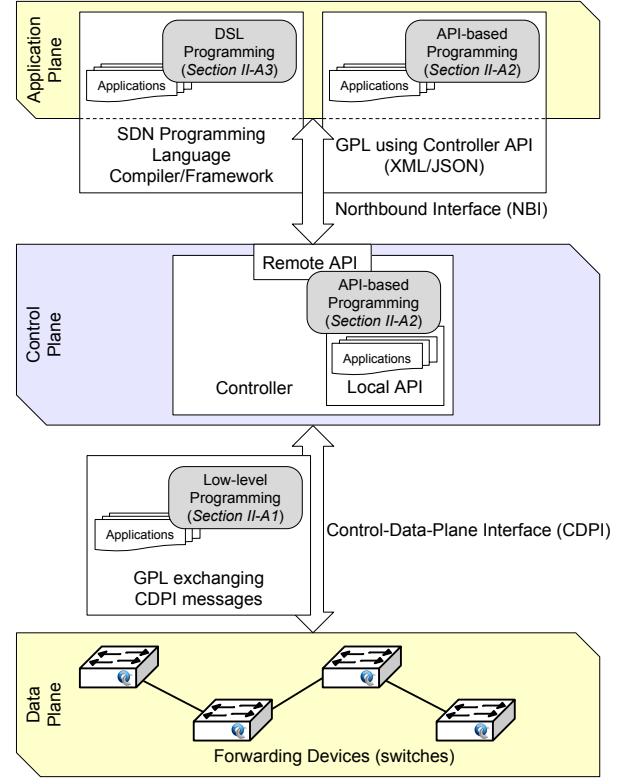 Application
Plane
DSL
Programming
(Section II-A3)
Applications
API-based
Programming
(Section II-A2)
Applications
SDN Programming
Language
Compiler/Framework
GPL using Controller API
(XML/JSON)
Northbound Interface (NBI)
Control
Plane
Remote API
API-based
Programming
(Section II-A2)
Applications
Controller
Local API
Low-level
Programming
(Section II-A1)
Applications
Control-Data-Plane Interface (CDPI)
GPL exchanging
CDPI messages
Data
Plane
Forwarding Devices (switches)